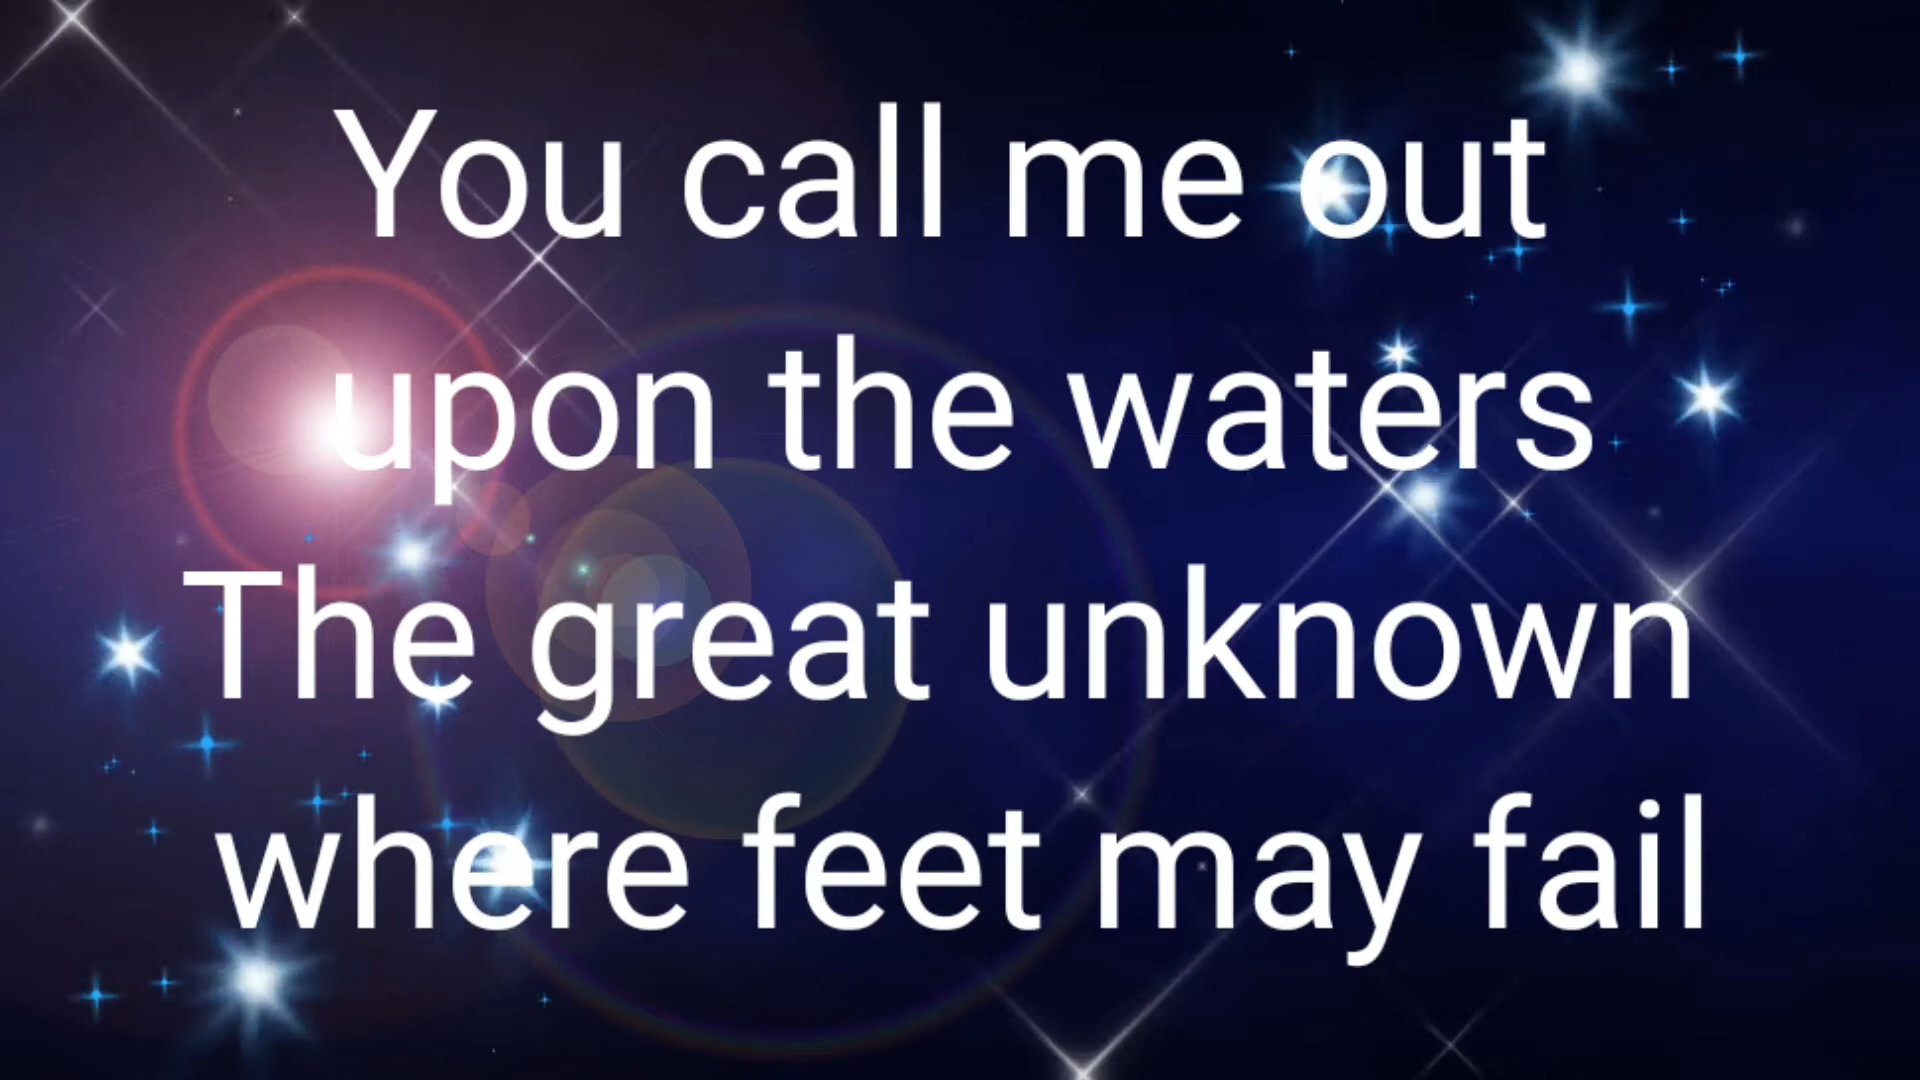 You call me out
upon the waters
The great unknown
where feet may fail